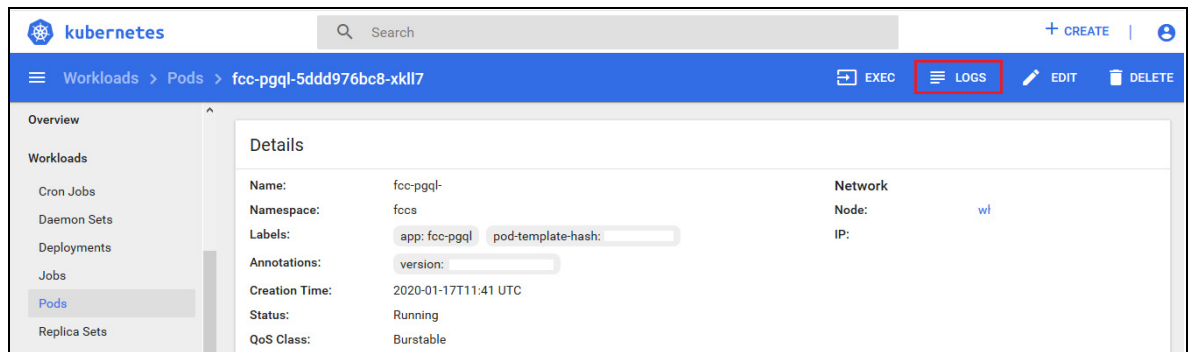 kubernetes
Search
+ CREATE |
Workloads > Pods > fcc-pgql-5ddd976bc8-xkll7
EXEC
LOGS
EDIT
DELETE
Overview
Workloads
Cron Jobs
Daemon Sets
Deployments
Jobs
Pods
Replica Sets
Details
Name: fcc-pgql-
Namespace: fccs
Labels: app: fcc-pgql pod-template-hash:
Annotations: version:
Creation Time: 2020-01-17T11:41 UTC
Status: Running
QoS Class: Burstable
Network
Node: wł
IP: